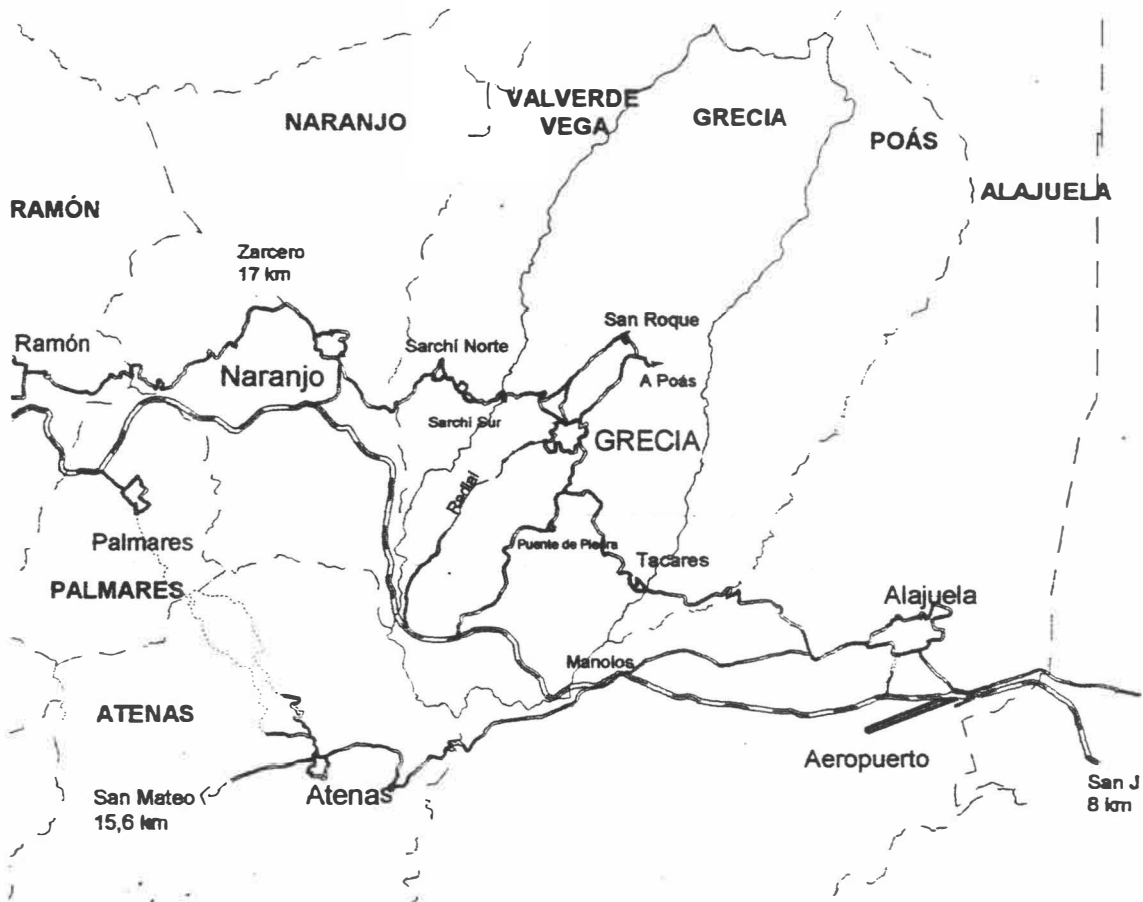 VALVERDE
VEGA
GRECIA
NARANJO
POÁS
ALAJUELA
RAMÓN
Zarcero
17 km
San Roque
Ramón
Sarchí Norte
Naranjo
A Poás
Sarchí Sur
GRECIA
Radial
Palmares
Puente de Piedra
Tacares
PALMARES
Alajuela
Manolos
ATENAS
Aeropuerto
San Mateo
15,6 km
Atenas
San J
8 km